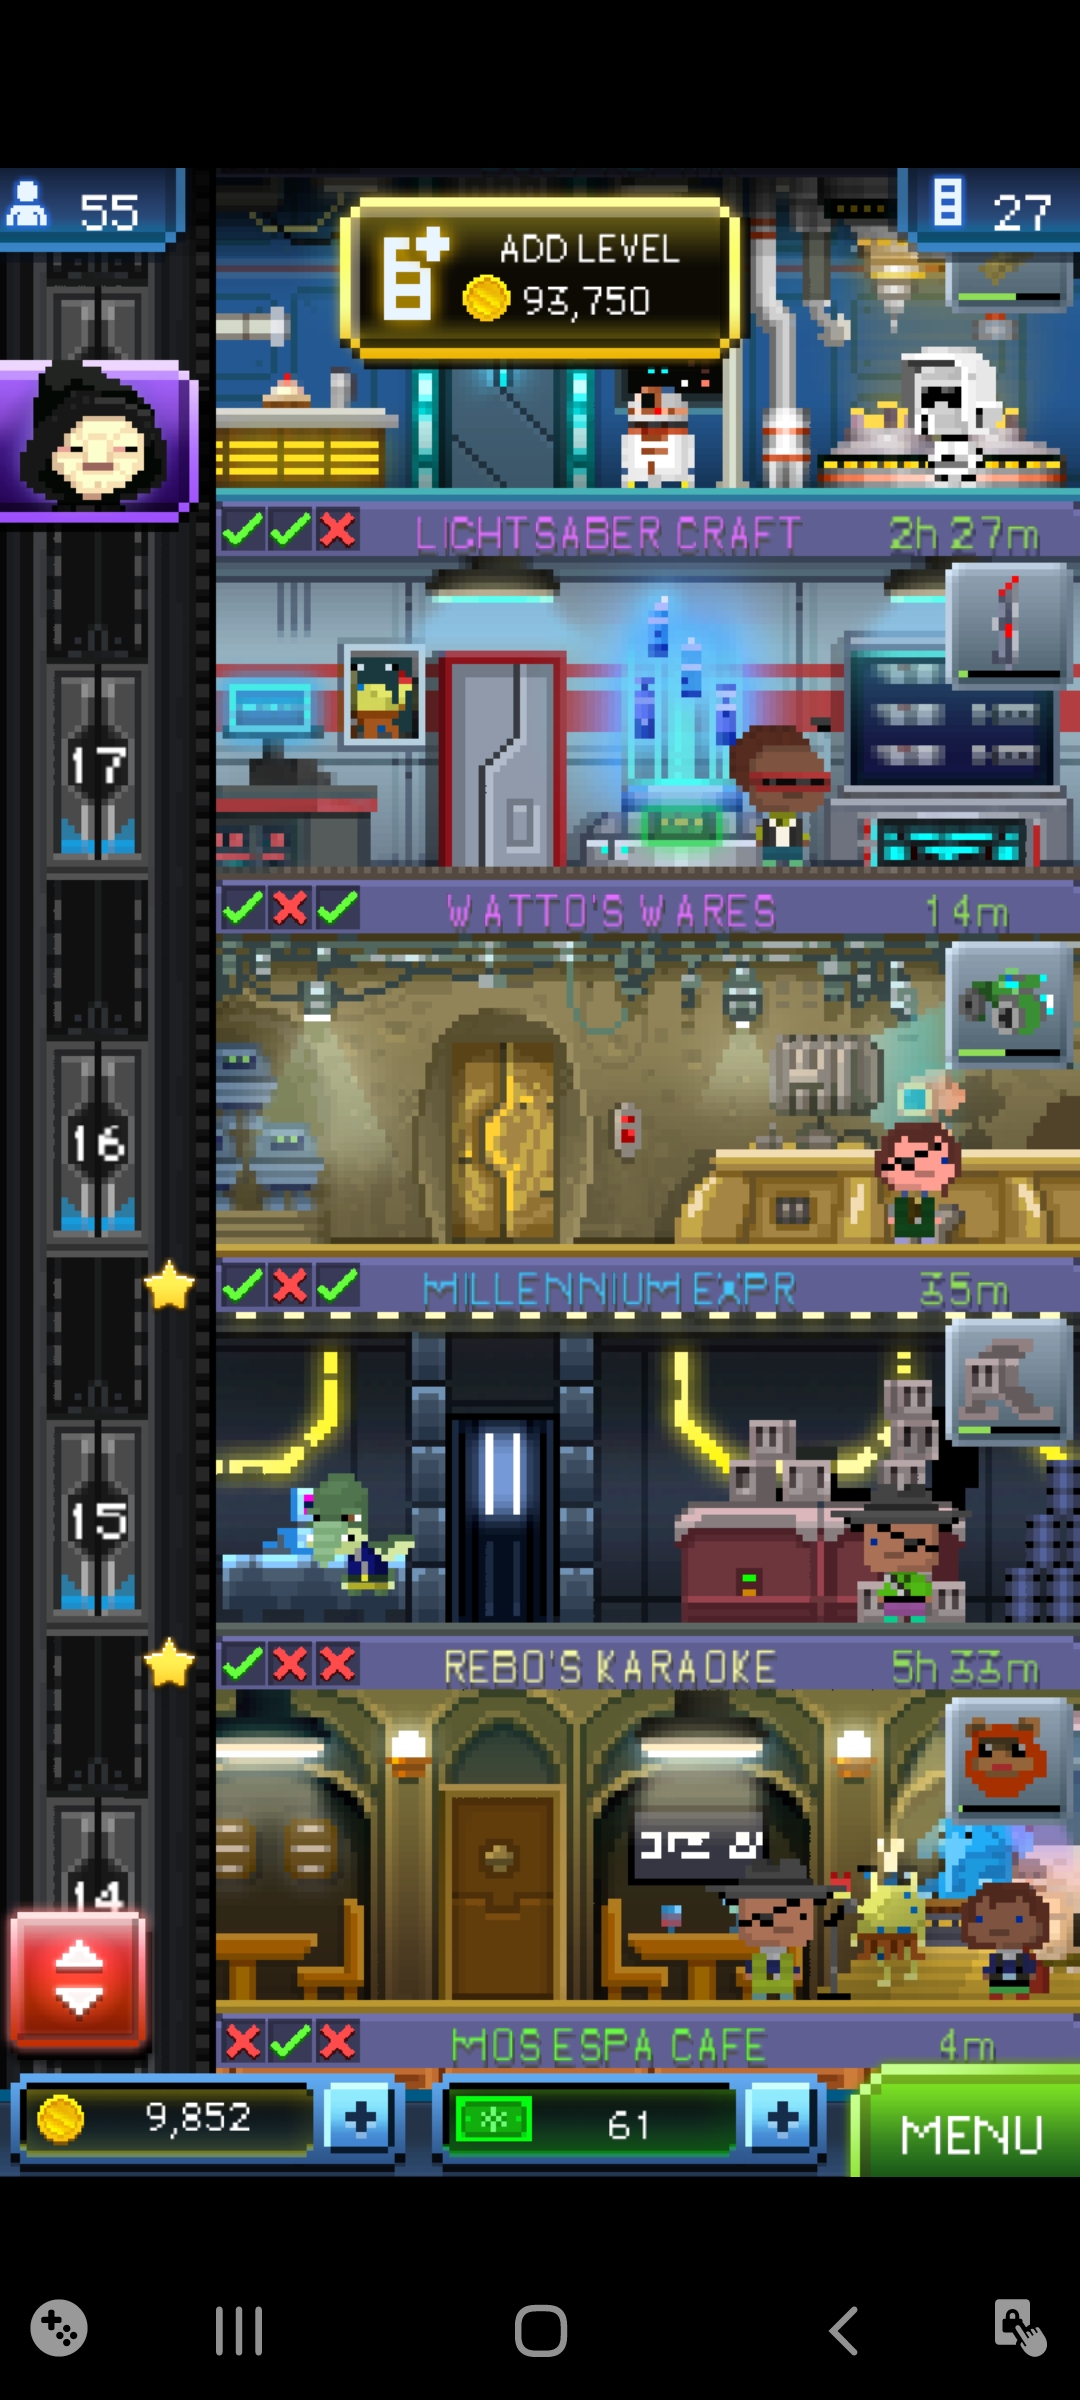 55
27
ADD LEVEL
93,750
LIGHTSABER CRAFT 2h 27m
17
WATTO'S WARES 14m
16
MILLENNIUM EXPR 35m
15
REBO'S KARAOKE 5h 33m
14
MOS ESPA CAFE 4m
9,852
61
MENU